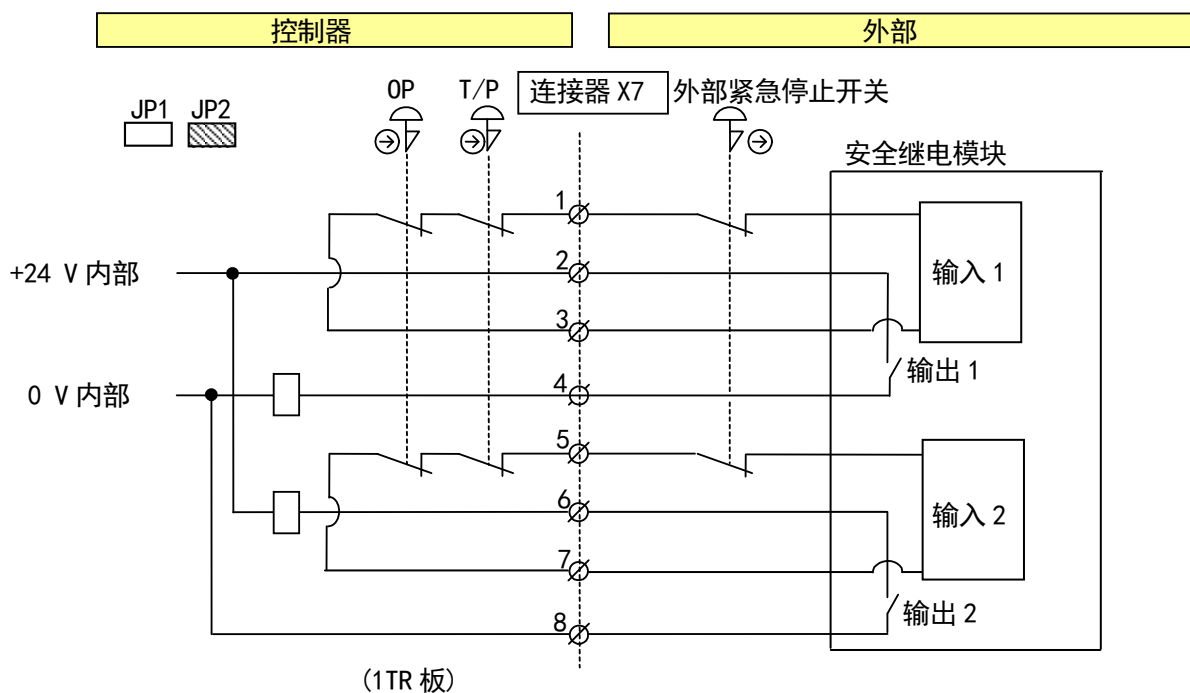 控制器
外部
OP
T/P
连接器 X7
外部紧急停止开关
JP1
JP2
安全继电模块
1
+24 V 内部
2
输入 1
3
输出 1
0 V 内部
4
5
6
输入 2
7
输出 2
8
(1TR 板)